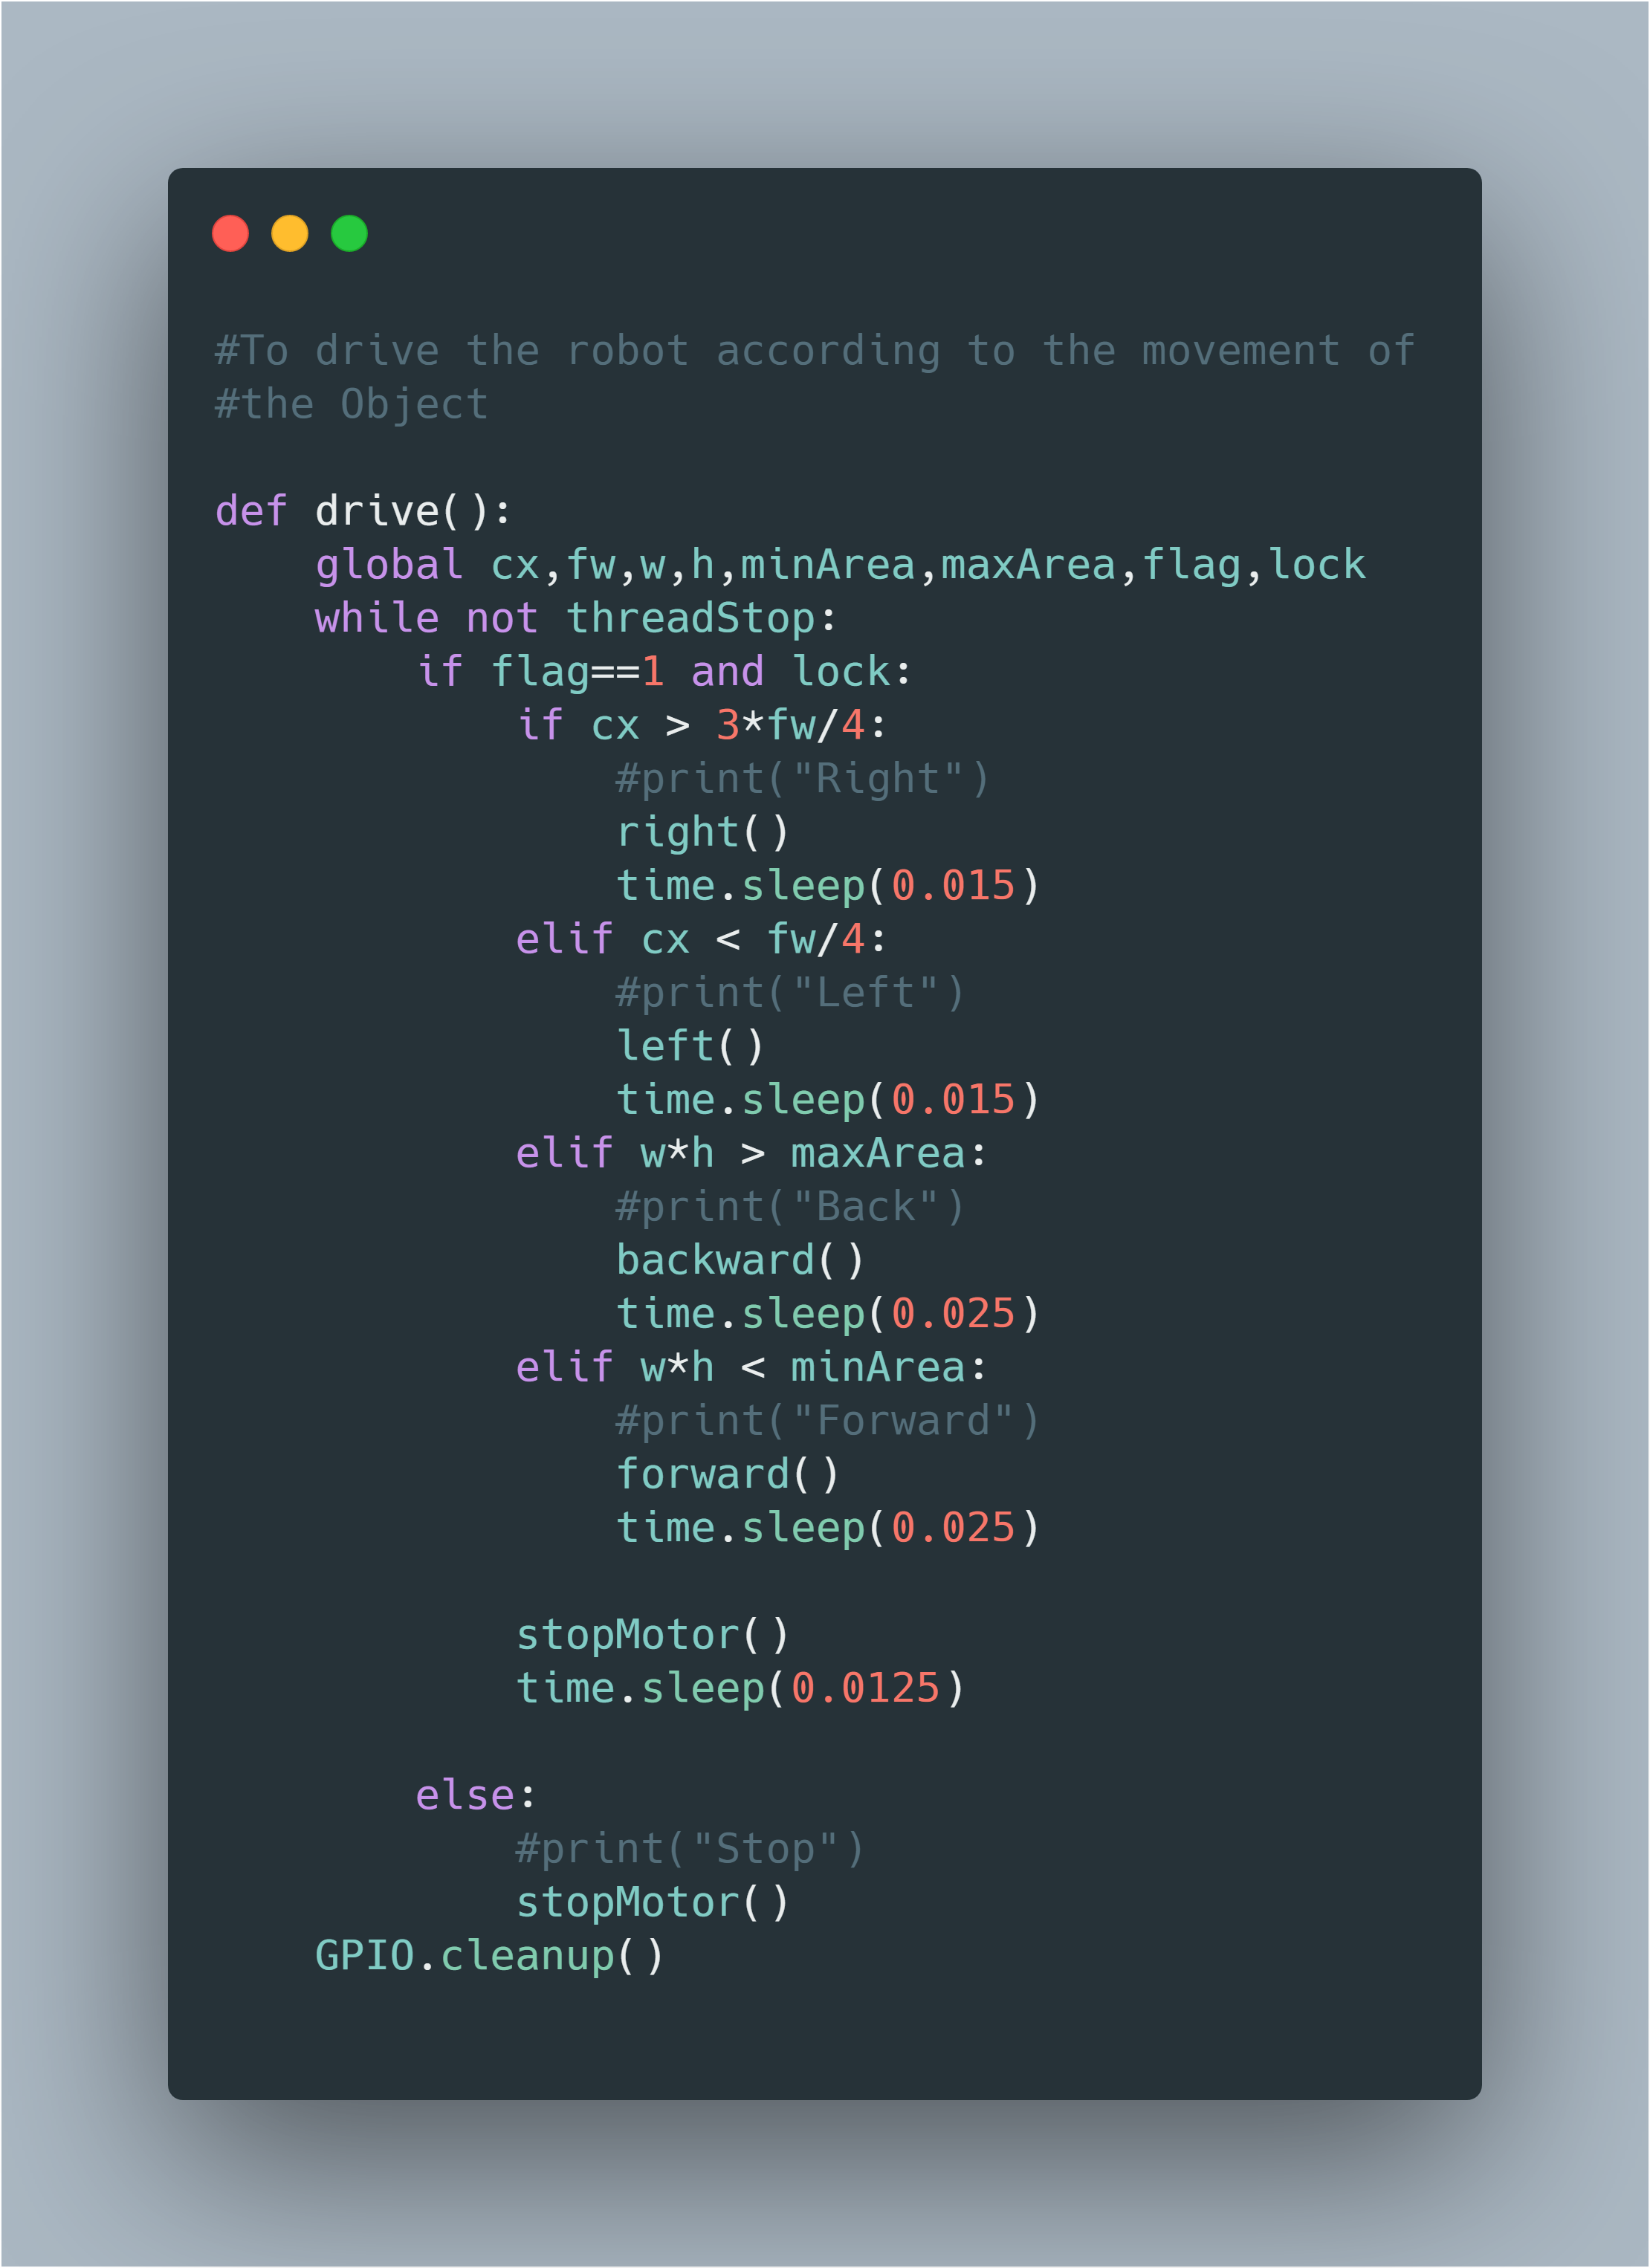 #To drive the robot according to the movement of
#the Object

def drive():
    global cx,fw,w,h,minArea,maxArea,flag,lock
    while not threadStop:
        if flag==1 and lock:
            if cx > 3*fw/4:
                #print("Right")
                right()
                time.sleep(0.015)
            elif cx < fw/4:
                #print("Left")
                left()
                time.sleep(0.015)
            elif w*h > maxArea:
                #print("Back")
                backward()
                time.sleep(0.025)
            elif w*h < minArea:
                #print("Forward")
                forward()
                time.sleep(0.025)

            stopMotor()
            time.sleep(0.0125)

        else:
            #print("Stop")
            stopMotor()
    GPIO.cleanup()